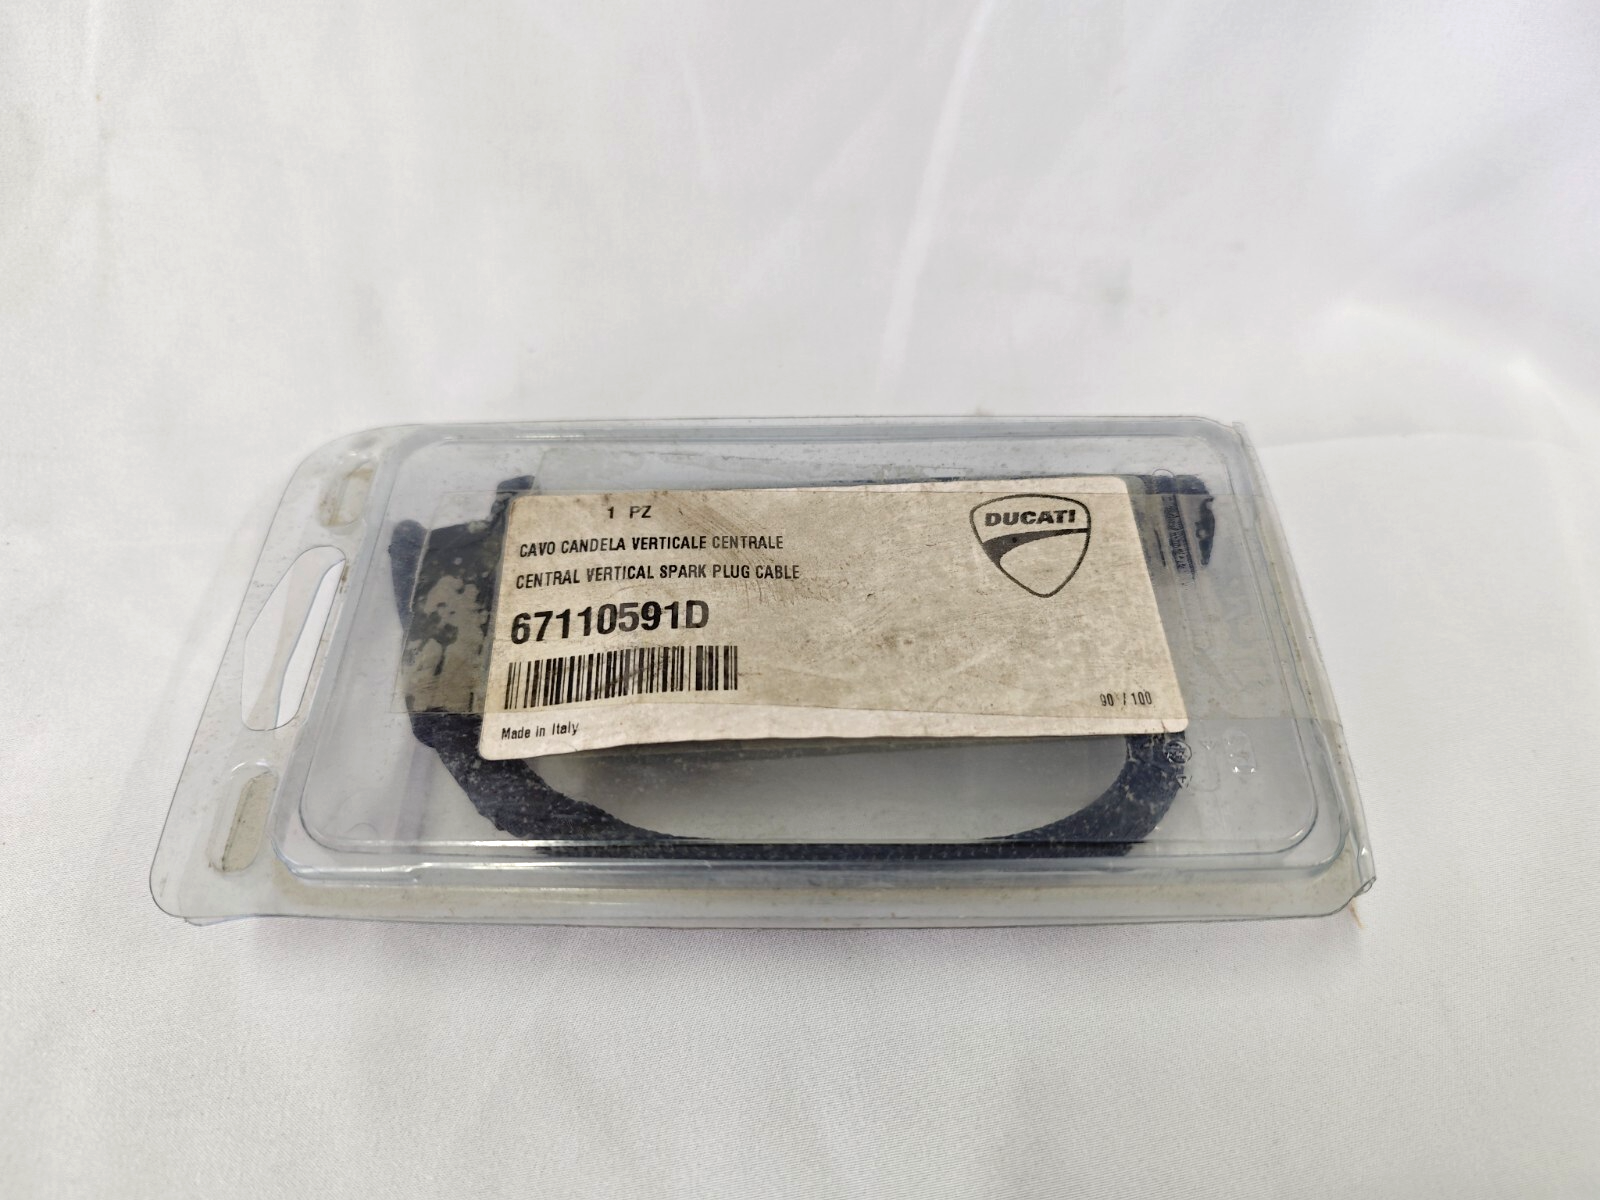 1 PZ
DUCATI
CAVO CANDELA VERTICALE CENTRALE
CENTRAL VERTICAL SPARK PLUG CABLE
67110591D
90 / 100
Made in Italy